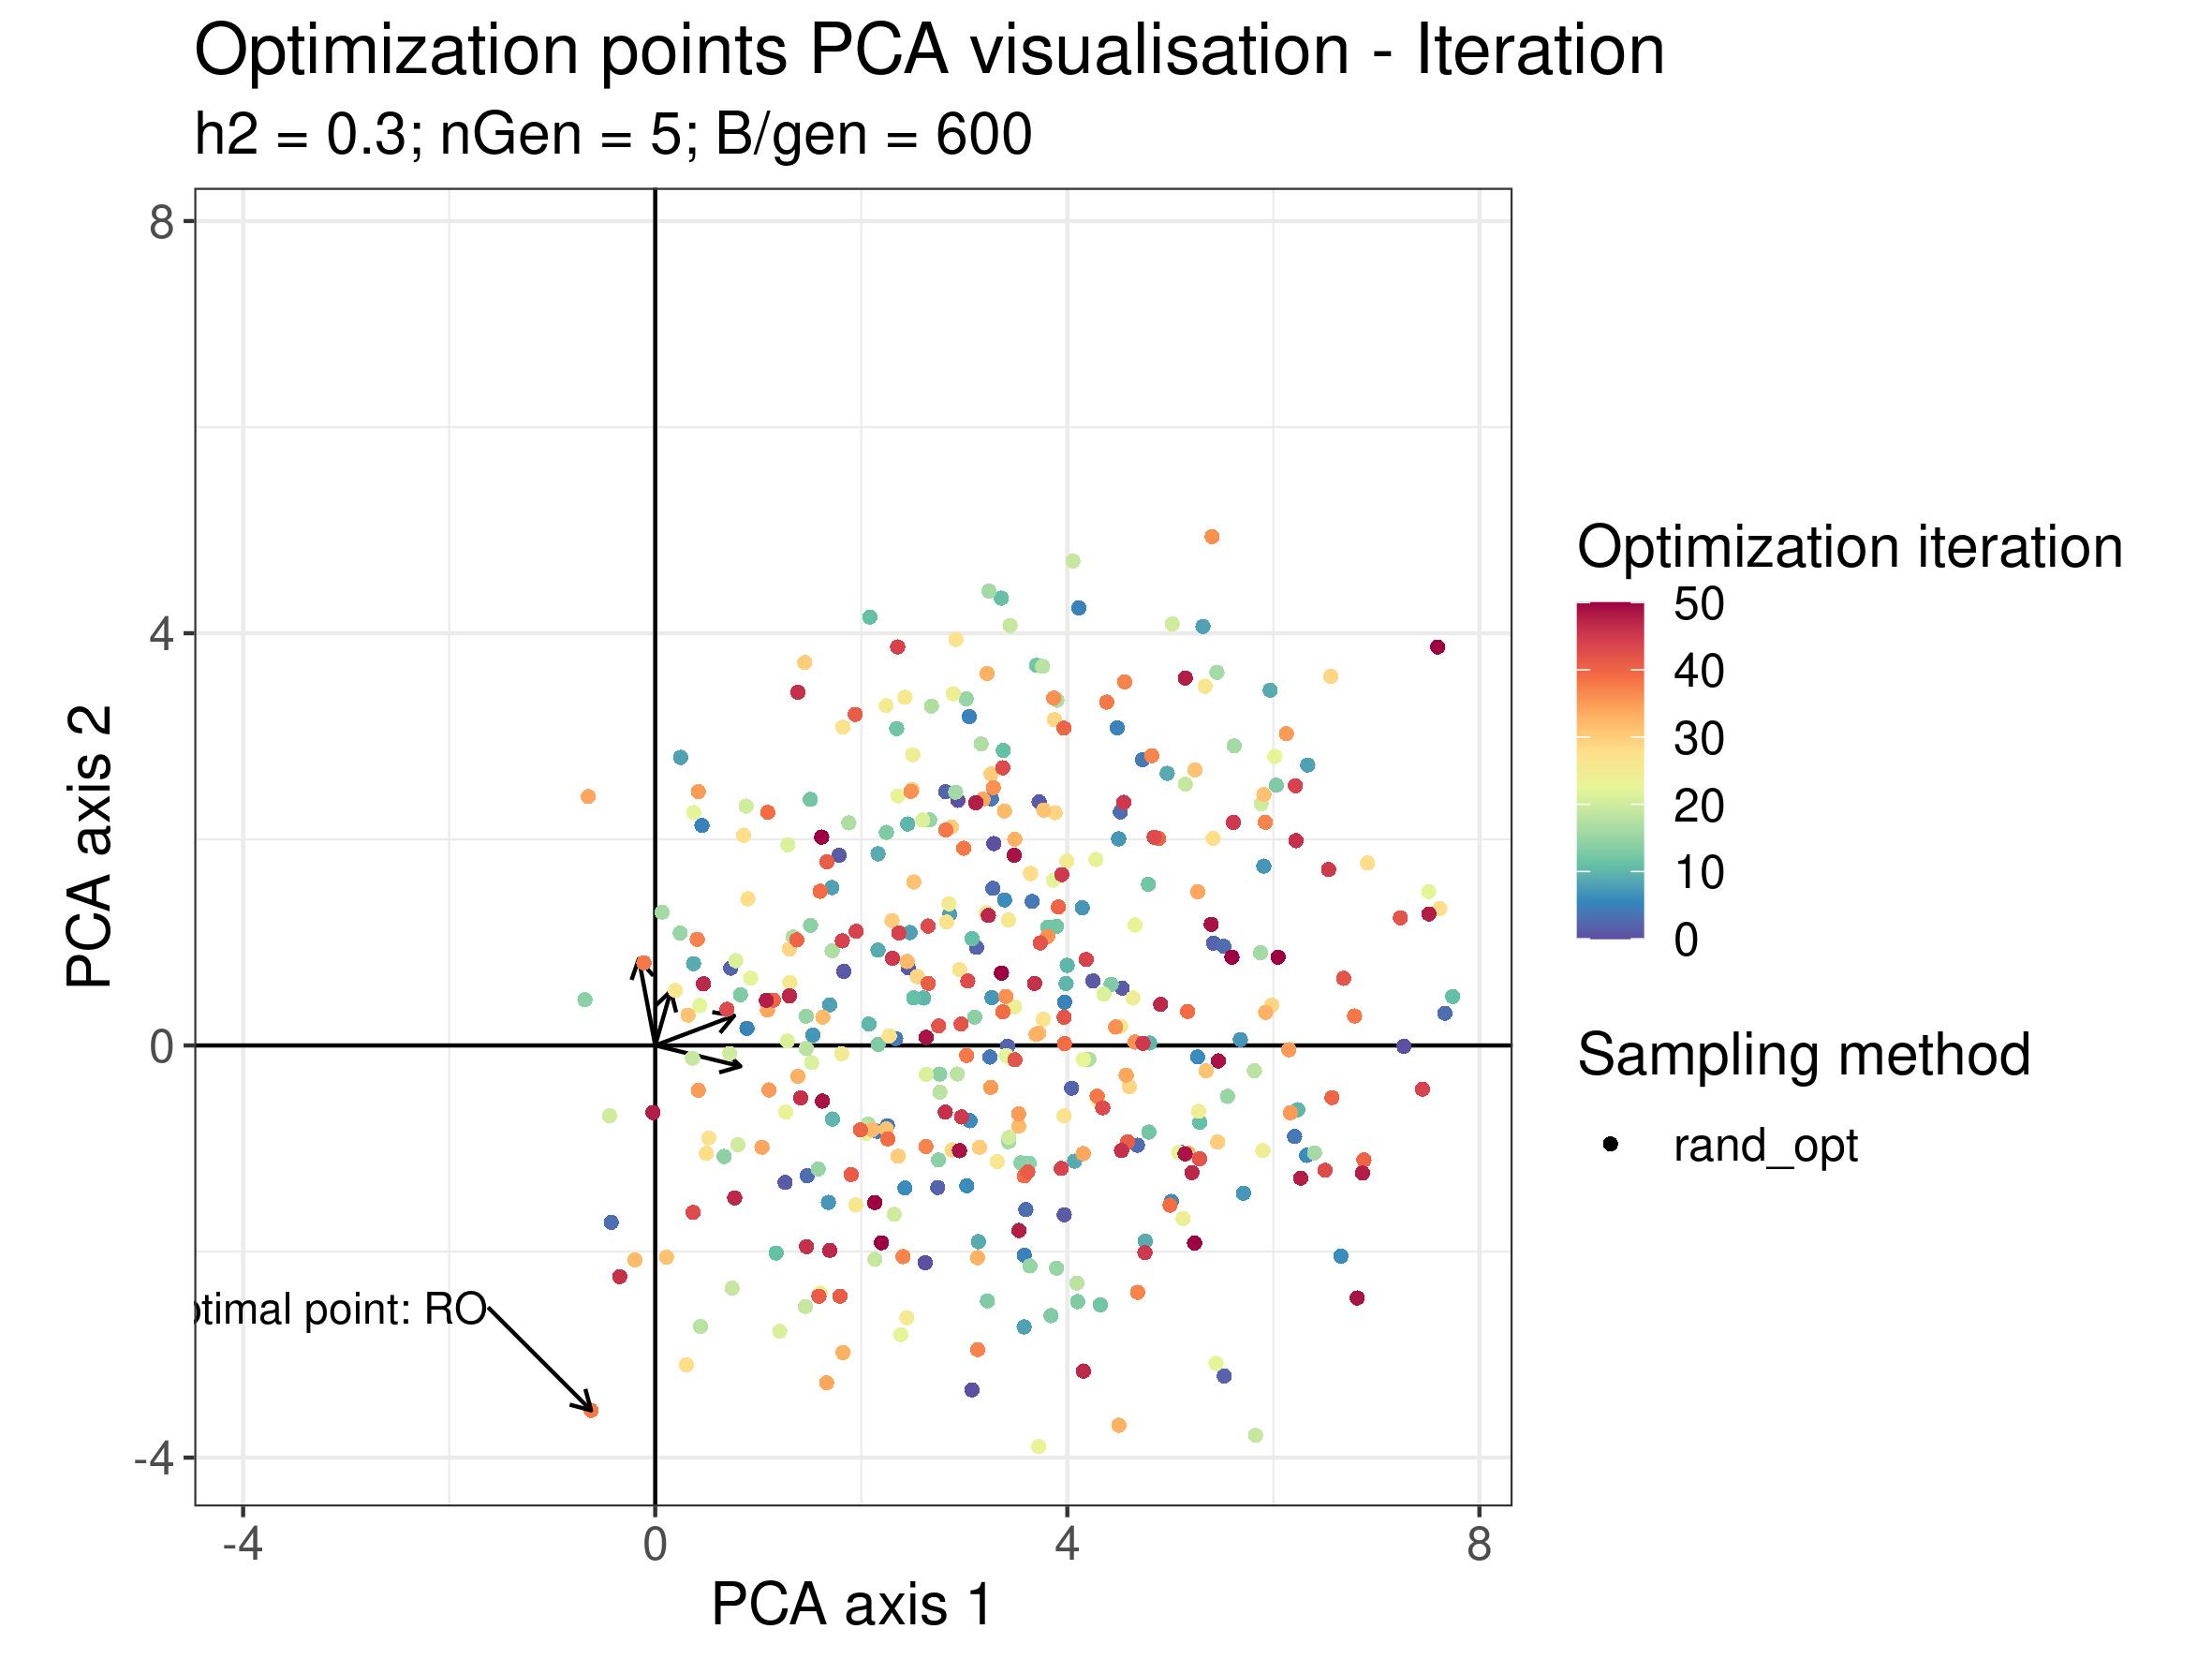 Optimization points PCA visualisation - Iteration
h2 = 0.3; nGen = 5; B/gen = 600
8
4
0
-4
PCA axis 2
timal point: RO
-4
0
4
8
PCA axis 1
Optimization iteration
50
40
30
20
10
0
Sampling method
rand_opt